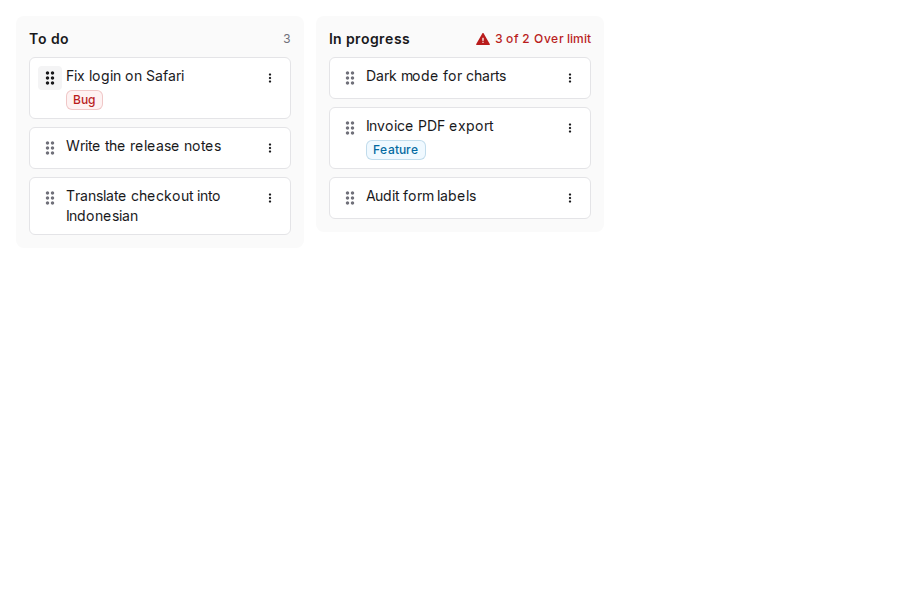 To do
3
Fix login on Safari
Bug
Write the release notes
Translate checkout into
Indonesian
In progress
3 of 2 Over limit
Dark mode for charts
Invoice PDF export
Feature
Audit form labels